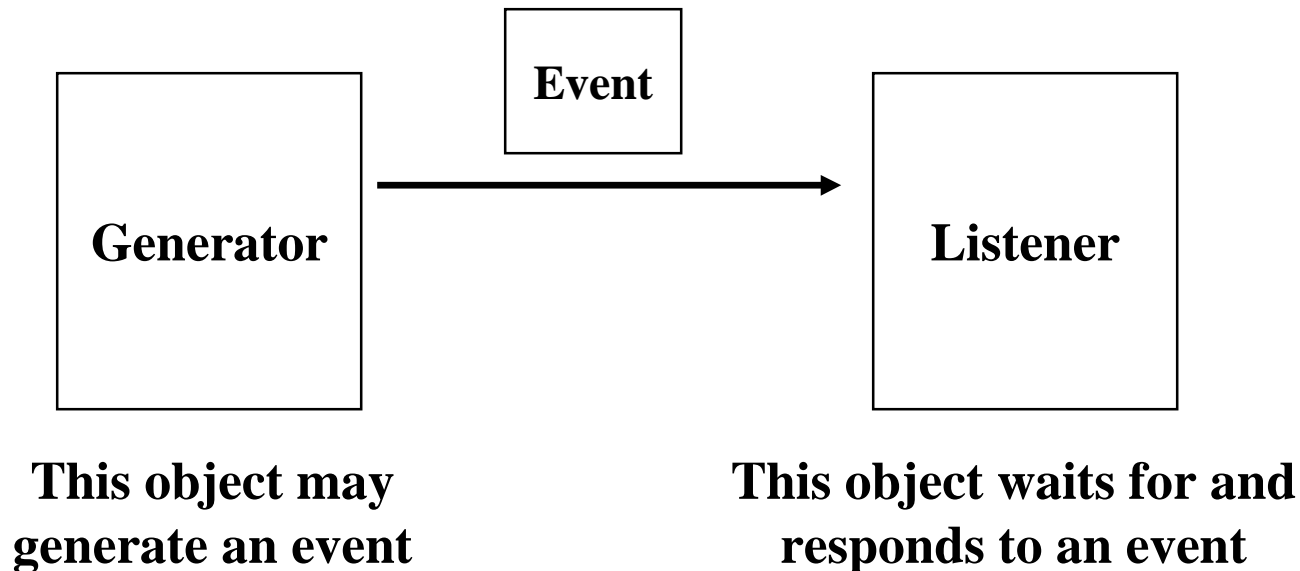 Event
Generator
Listener
This object may
generate an event
This object waits for and
responds to an event